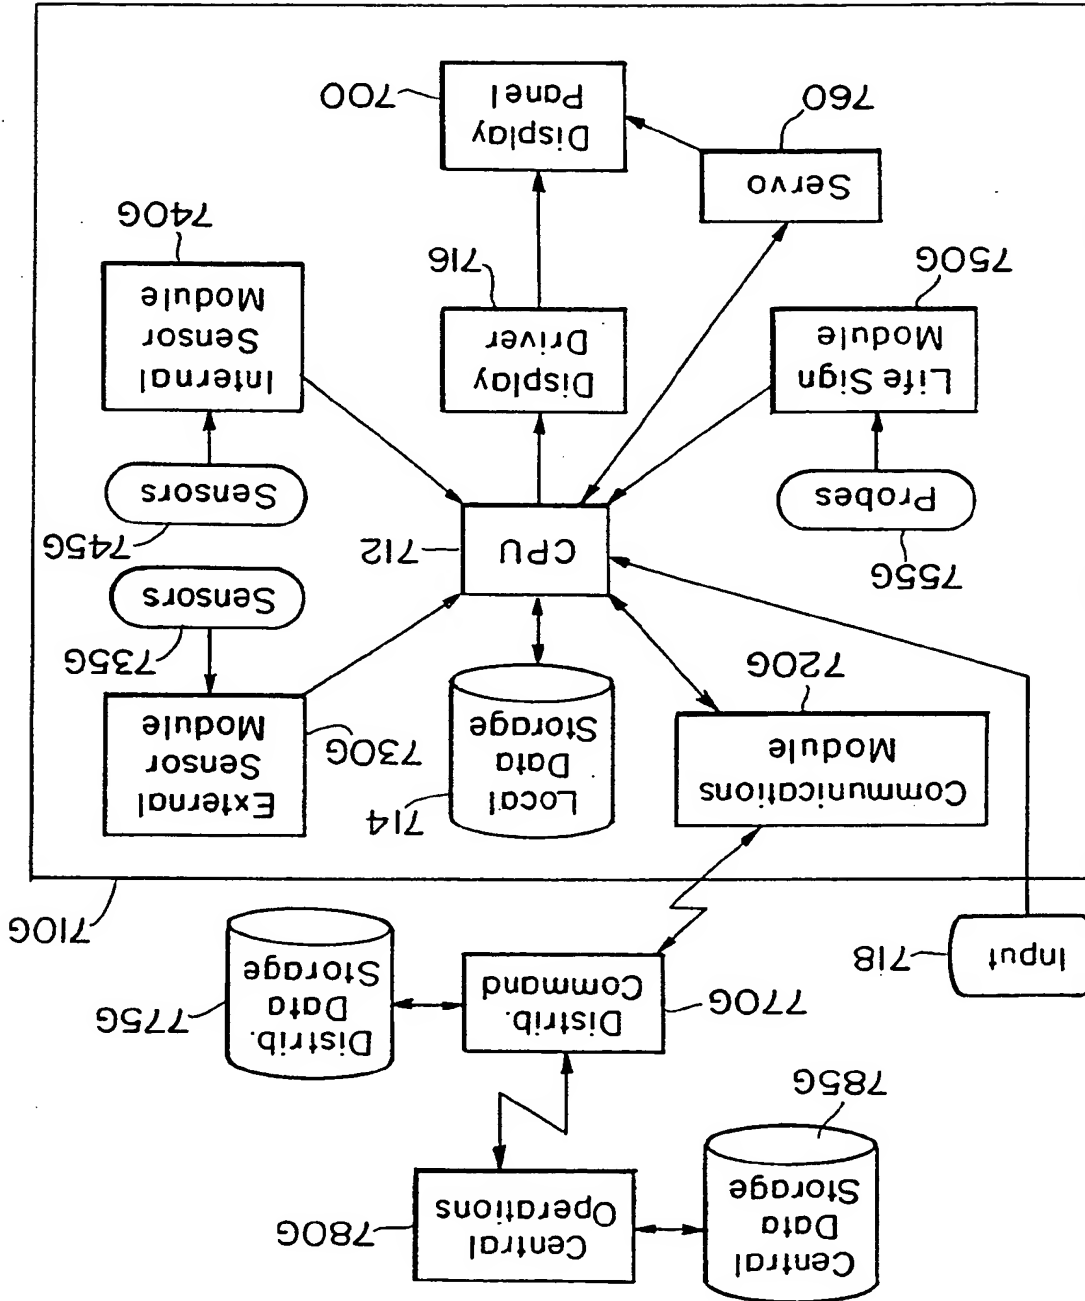 Central
Data
Storage
785G
Central
Operations
780G
Input
718
Distrib.
Command
770G
Distrib.
Data
Storage
775G
710G
Communications
Module
720G
Local
Data
Storage
714
External
Sensor
Module
730G
Sensors
735G
Probes
755G
CPU
712
Sensors
745G
Life Sign
Module
750G
Display
Driver
716
Internal
Sensor
Module
740G
Servo
760
Display
Panel
700